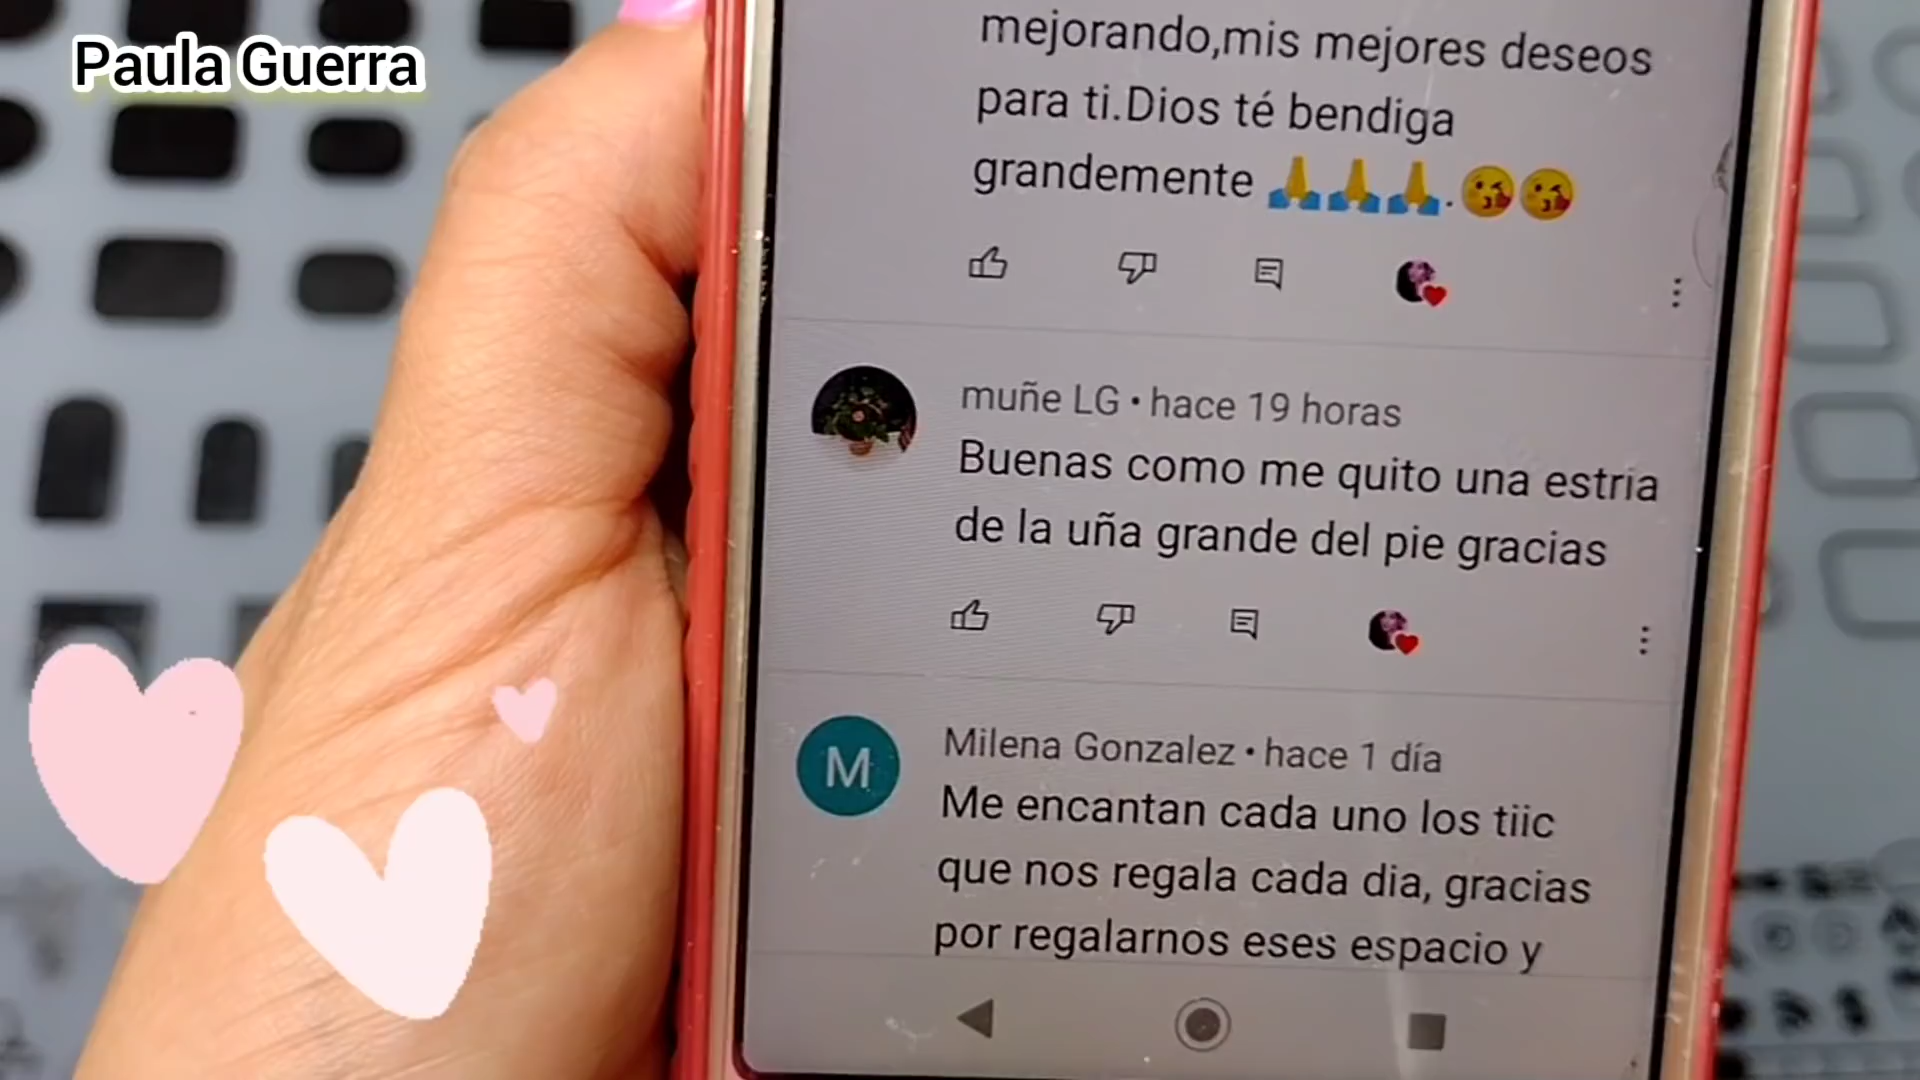 Paula Guerra
mejorando,mis mejores deseos
para ti.Dios té bendiga
grandemente 🙏🙏🙏.😘😘
muñe LG • hace 19 horas
Buenas como me quito una estria
de la uña grande del pie gracias
M
Milena Gonzalez • hace 1 día
Me encantan cada uno los tiic
que nos regala cada dia, gracias
por regalarnos eses espacio y